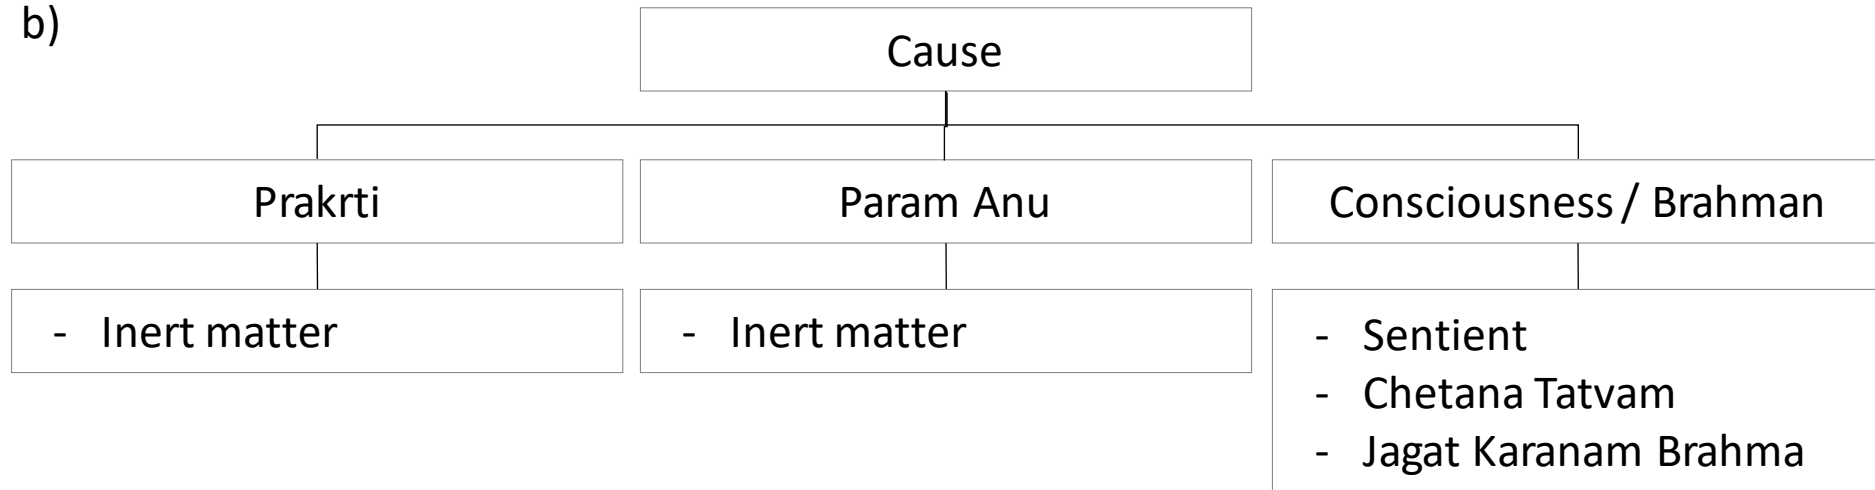 b)
Cause
Prakrti
Param Anu
Consciousness / Brahman
- Inert matter
- Inert matter
- Sentient
- Chetana Tatvam
- Jagat Karanam Brahma